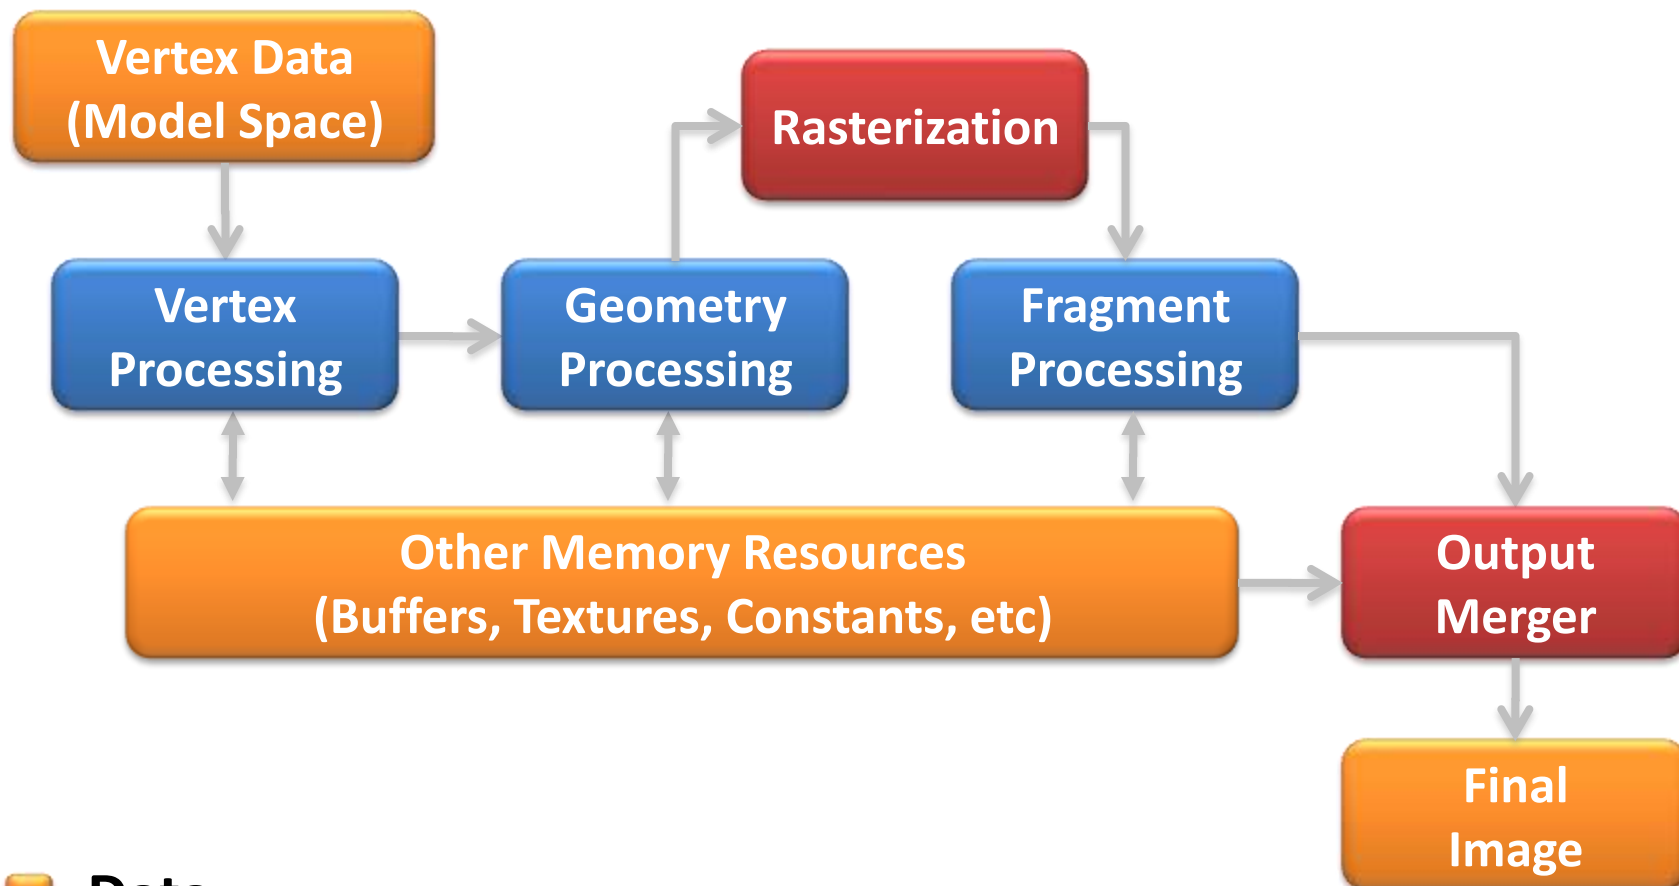 Vertex Data
(Model Space)
Rasterization
Vertex
Processing
Geometry
Processing
Fragment
Processing
Other Memory Resources
(Buffers, Textures, Constants, etc)
Output
Merger
Final
Image
Data